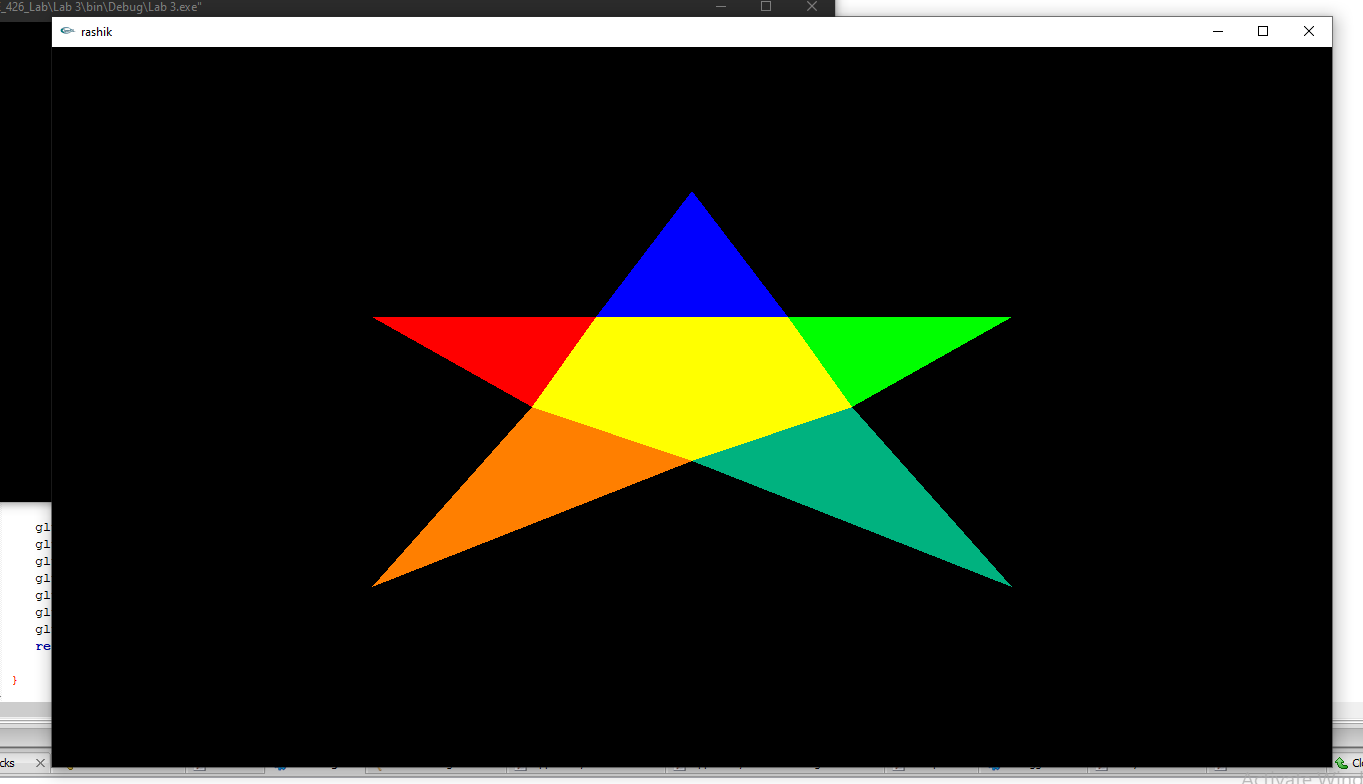 _426_Lab\Lab 3\bin\Debug\Lab 3.exe"
rashik
gl
gl
gl
gl
gl
gl
gl
re
}
cks
Cl
Activate Wind